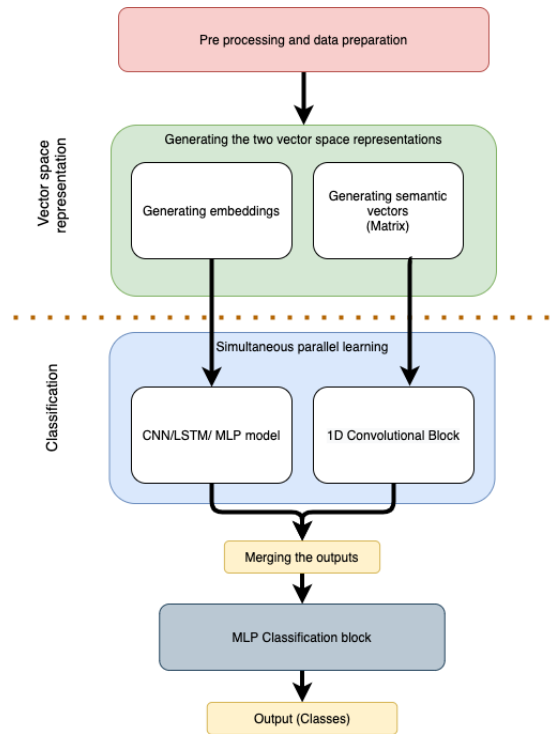 Pre processing and data preparation
Vector space
representation
Generating the two vector space representations
Generating embeddings
Generating semantic
vectors
(Matrix)
Classification
Simultaneous parallel learning
CNN/LSTM/ MLP model
1D Convolutional Block
Merging the outputs
MLP Classification block
Output (Classes)